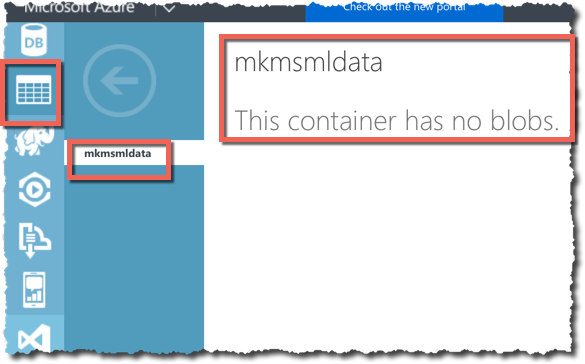 Microsoft Azure
Check out the new portal
DB
mkmsmldata
This container has no blobs.
mkmsmldata